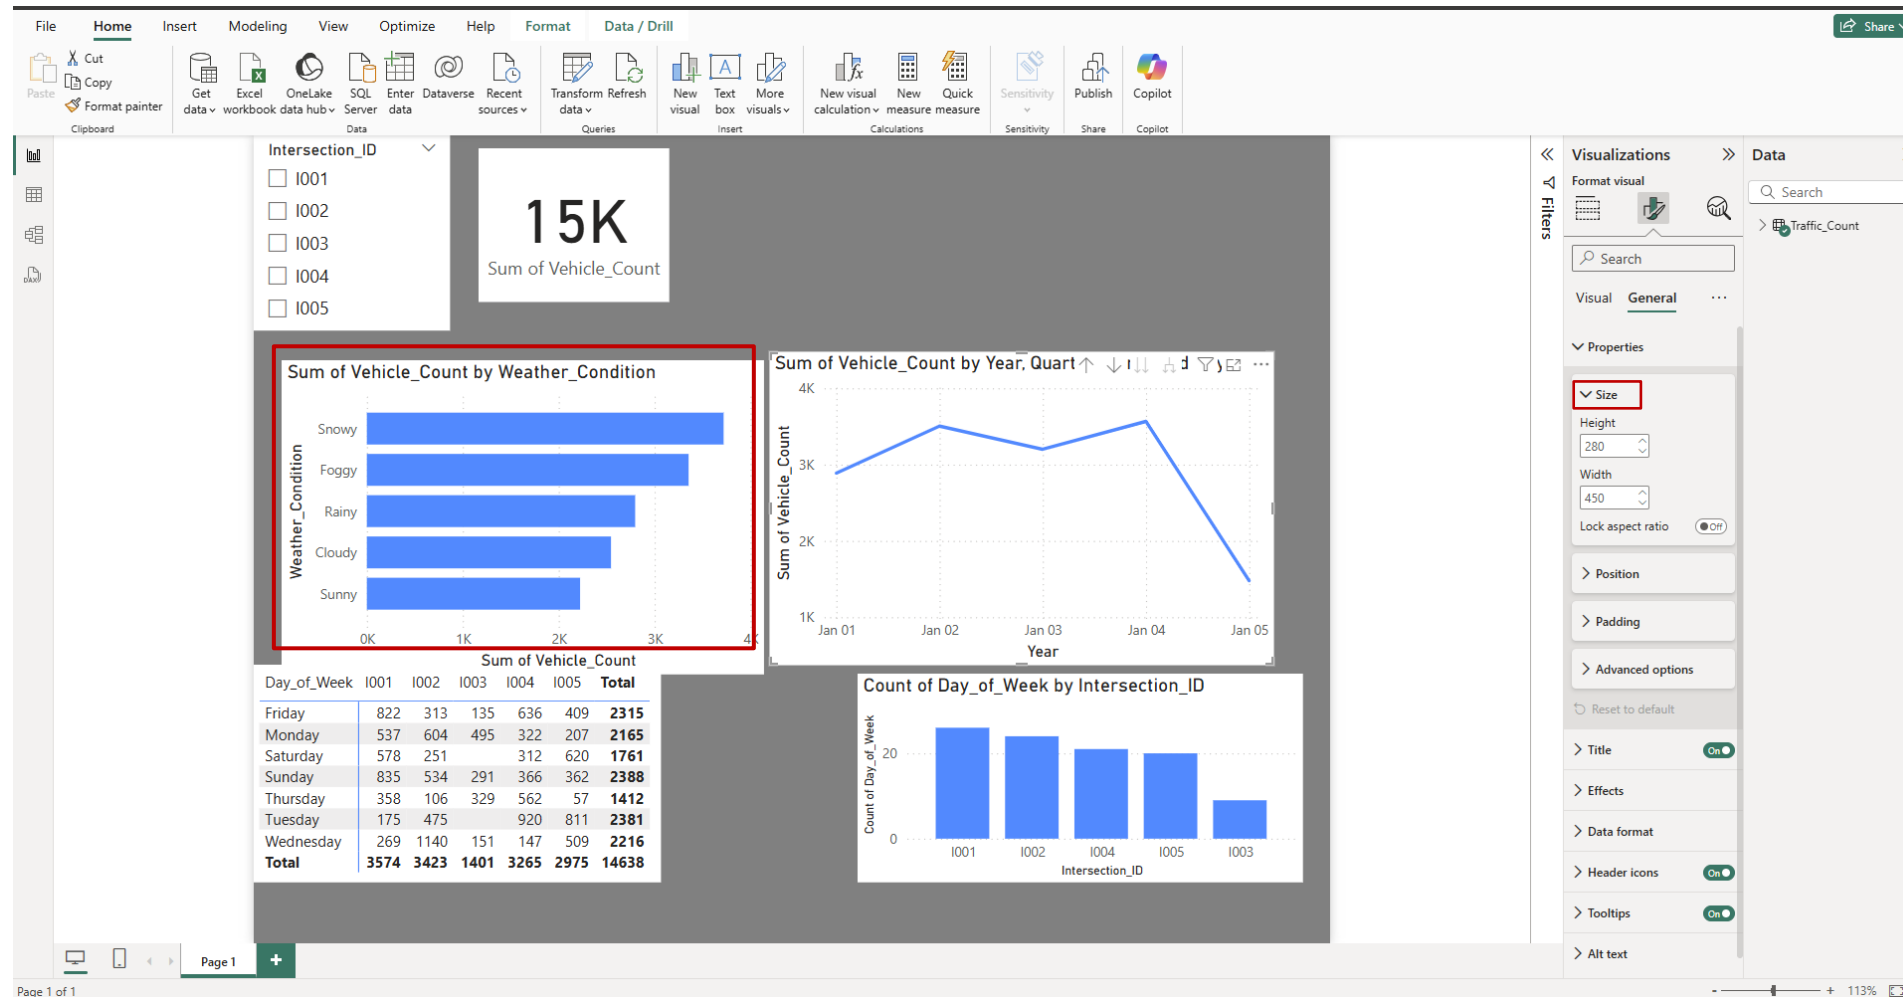 File Home Insert Modeling View Optimize Help Format Data / Drill Share
Paste
Cut
Copy
Format painter
Clipboard
Get data
Excel workbook
OneLake data hub
SQL Server
Enter data
Dataverse
Recent sources
Data
Transform data
Refresh
Queries
New visual
Text box
More visuals
Insert
New visual calculation
New measure
Quick measure
Calculations
Sensitivity
Sensitivity
Publish
Share
Copilot
Copilot
Intersection_ID
I001
I002
I003
I004
I005
15K
Sum of Vehicle_Count
Sum of Vehicle_Count by Weather_Condition
Weather_Condition
Snowy
Foggy
Rainy
Cloudy
Sunny
0K 1K 2K 3K 4K
Sum of Vehicle_Count
Sum of Vehicle_Count by Year, Quart
Sum of Vehicle_Count
4K
3K
2K
1K
Jan 01 Jan 02 Jan 03 Jan 04 Jan 05
Year
Day_of_Week I001 I002 I003 I004 I005 Total
Friday 822 313 135 636 409 2315
Monday 537 604 495 322 207 2165
Saturday 578 251 312 620 1761
Sunday 835 534 291 366 362 2388
Thursday 358 106 329 562 57 1412
Tuesday 175 475 920 811 2381
Wednesday 269 1140 151 147 509 2216
Total 3574 3423 1401 3265 2975 14638
Count of Day_of_Week by Intersection_ID
Count of Day_of_Week
20
0
I001 I002 I004 I005 I003
Intersection_ID
Filters
Visualizations
Format visual
Search
Visual General
Properties
Size
Height
280
Width
450
Lock aspect ratio Off
Position
Padding
Advanced options
Reset to default
Title On
Effects
Data format
Header icons On
Tooltips On
Alt text
Data
Search
Traffic_Count
Page 1
Page 1 of 1
- + 113%